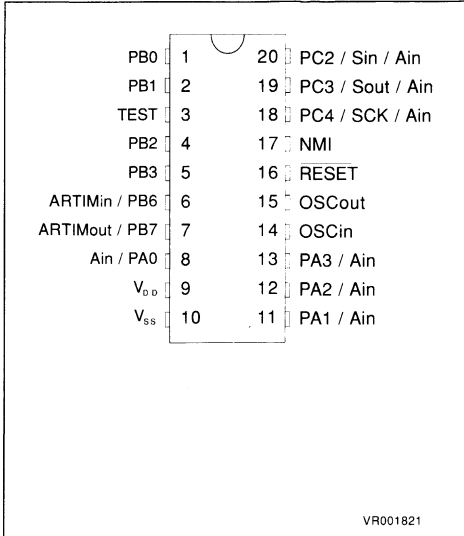 PB0 1 20 PC2 / Sin / Ain
PB1 2 19 PC3 / Sout / Ain
TEST 3 18 PC4 / SCK / Ain
PB2 4 17 NMI
PB3 5 16 RESET
ARTIMin / PB6 6 15 OSCout
ARTIMout / PB7 7 14 OSCin
Ain / PA0 8 13 PA3 / Ain
VDD 9 12 PA2 / Ain
Vss 10 11 PA1 / Ain
VR001821